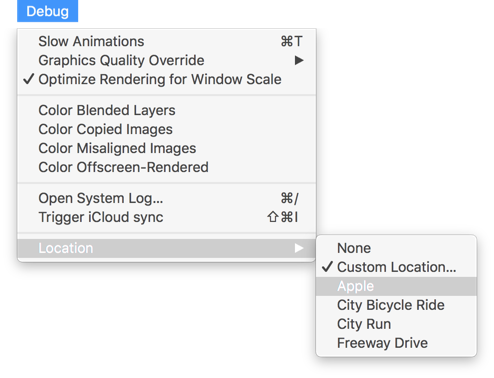 Debug
Slow Animations ⌘T
Graphics Quality Override ▶
✓ Optimize Rendering for Window Scale
Color Blended Layers
Color Copied Images
Color Misaligned Images
Color Offscreen-Rendered
Open System Log... ⌘/
Trigger iCloud sync ⇧⌘I
Location ▶
None
✓ Custom Location...
Apple
City Bicycle Ride
City Run
Freeway Drive